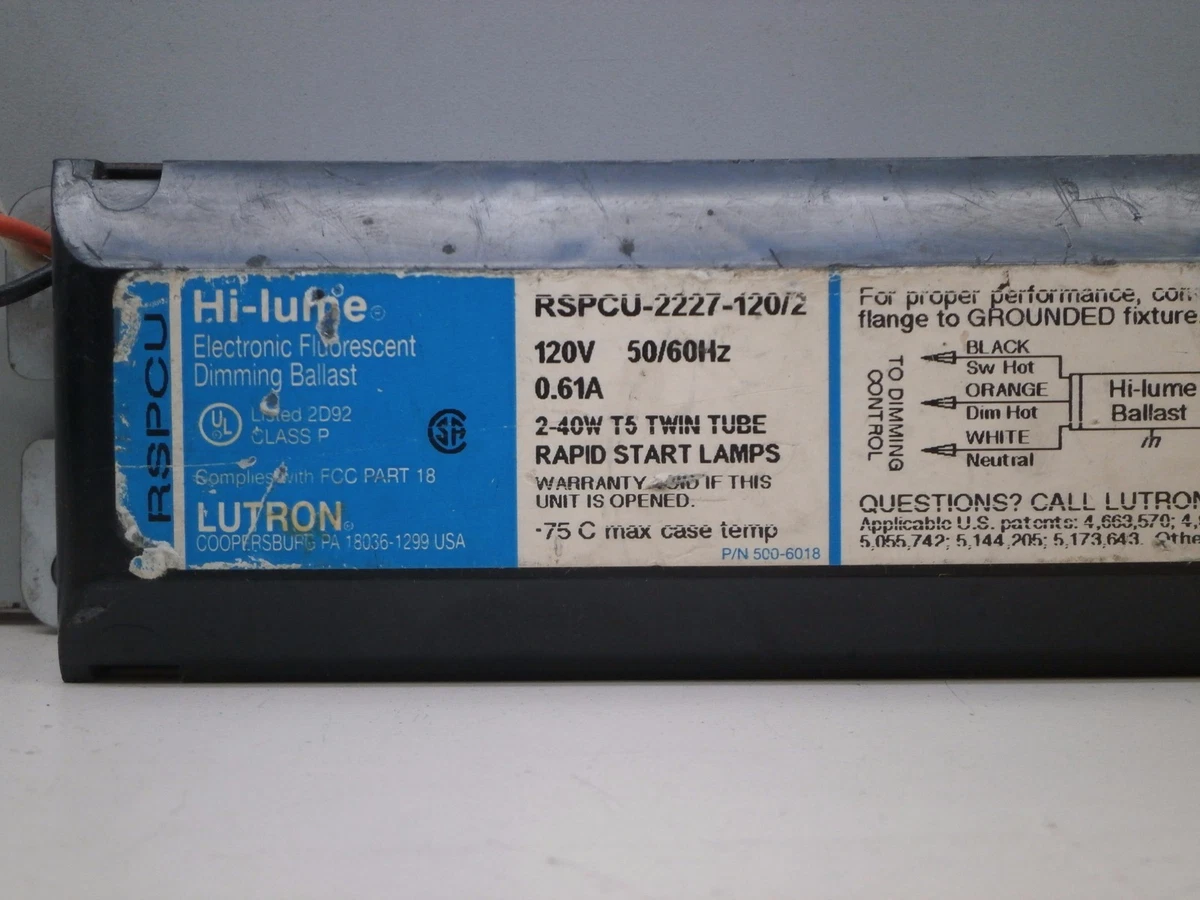 RSPCU
Hi-lume®
Electronic Fluorescent
Dimming Ballast
UL
Listed 2D92
CLASS P
SA
Complies with FCC PART 18
LUTRON®
COOPERSBURG, PA 18036-1299 USA
RSPCU-2227-120/2
120V 50/60Hz
0.61A
2-40W T5 TWIN TUBE
RAPID START LAMPS
WARRANTY VOID IF THIS
UNIT IS OPENED.
·75 C max case temp
P/N 500-6018
For proper performance,
flange to GROUNDED fixture
TO DIMMING
CONTROL
BLACK
Sw Hot
ORANGE
Dim Hot
WHITE
Neutral
Hi-lume
Ballast
QUESTIONS? CALL LUTRON
Applicable U.S. patents: 4,663,570;
5,055,742; 5,144,205; 5,173,643.